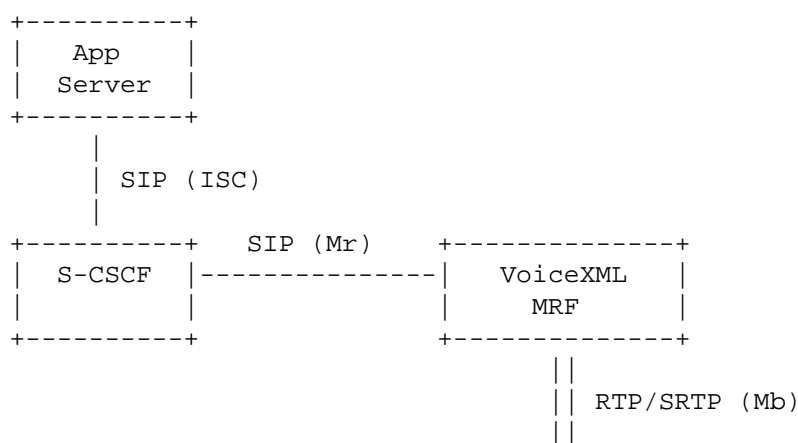 App
Server
SIP (ISC)
SIP (Mr)
S-CSCF
VoiceXML
MRF
RTP/SRTP (Mb)